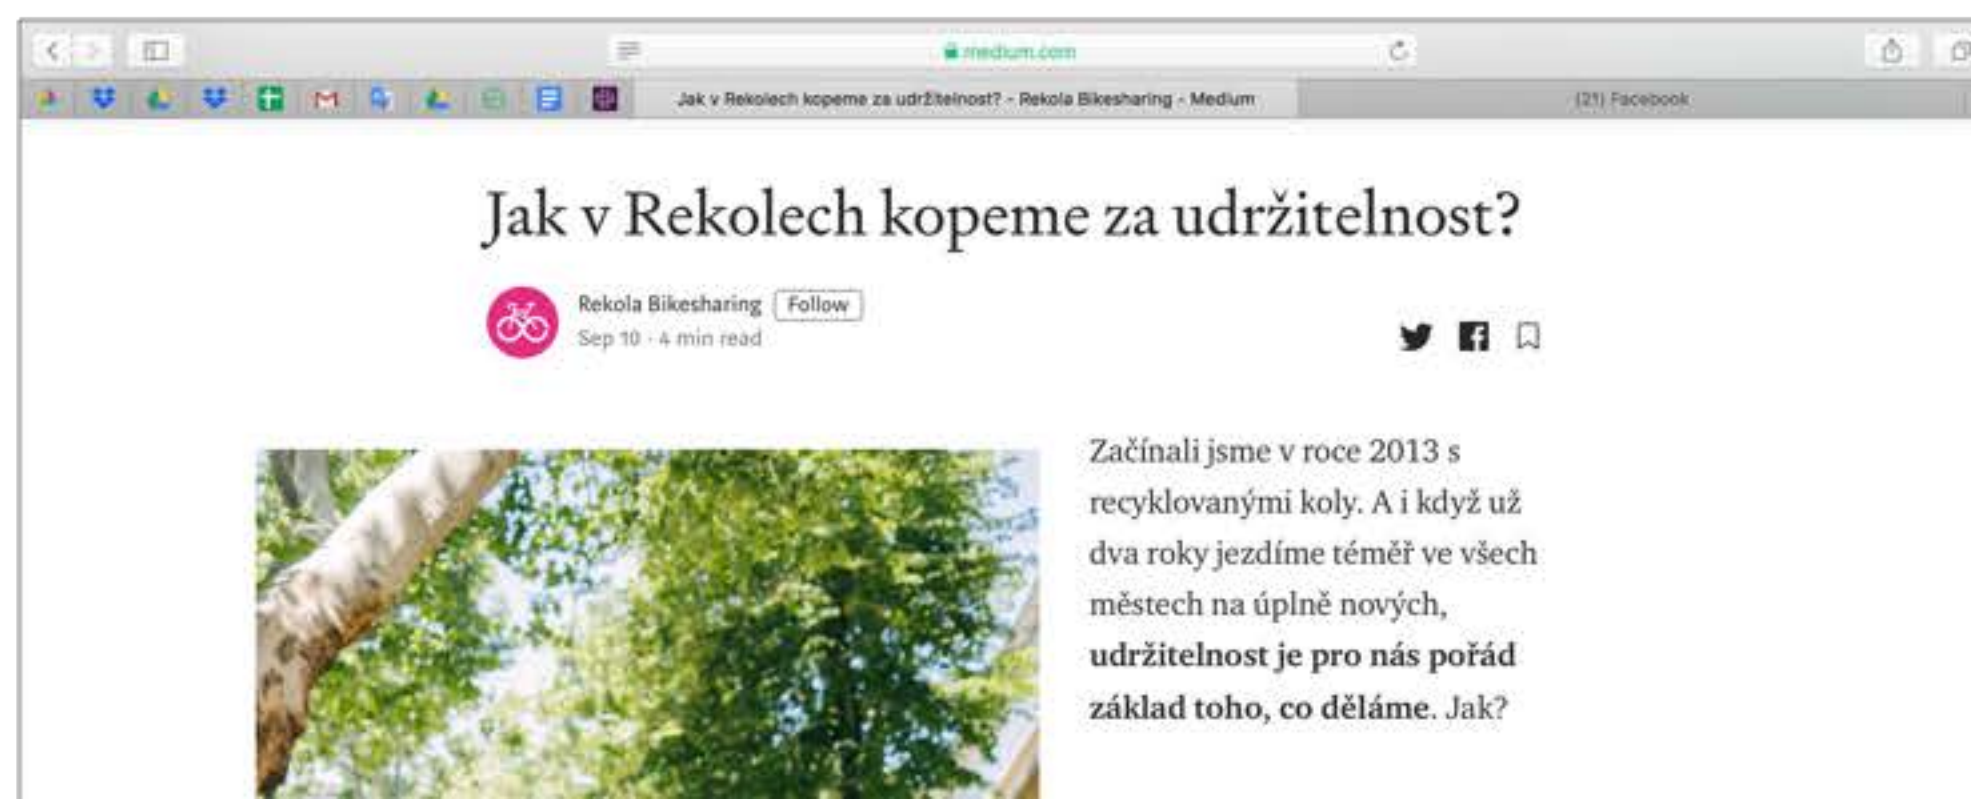 medium.com
Jak v Rekolech kopeme za udržitelnost? - Rekola Bikesharing - Medium
(21) Facebook
Jak v Rekolech kopeme za udržitelnost?
Rekola Bikesharing Follow
Sep 10 · 4 min read
Začínali jsme v roce 2013 s
recyklovanými koly. A i když už
dva roky jezdíme téměř ve všech
městech na úplně nových,
udržitelnost je pro nás pořád
základ toho, co děláme. Jak?